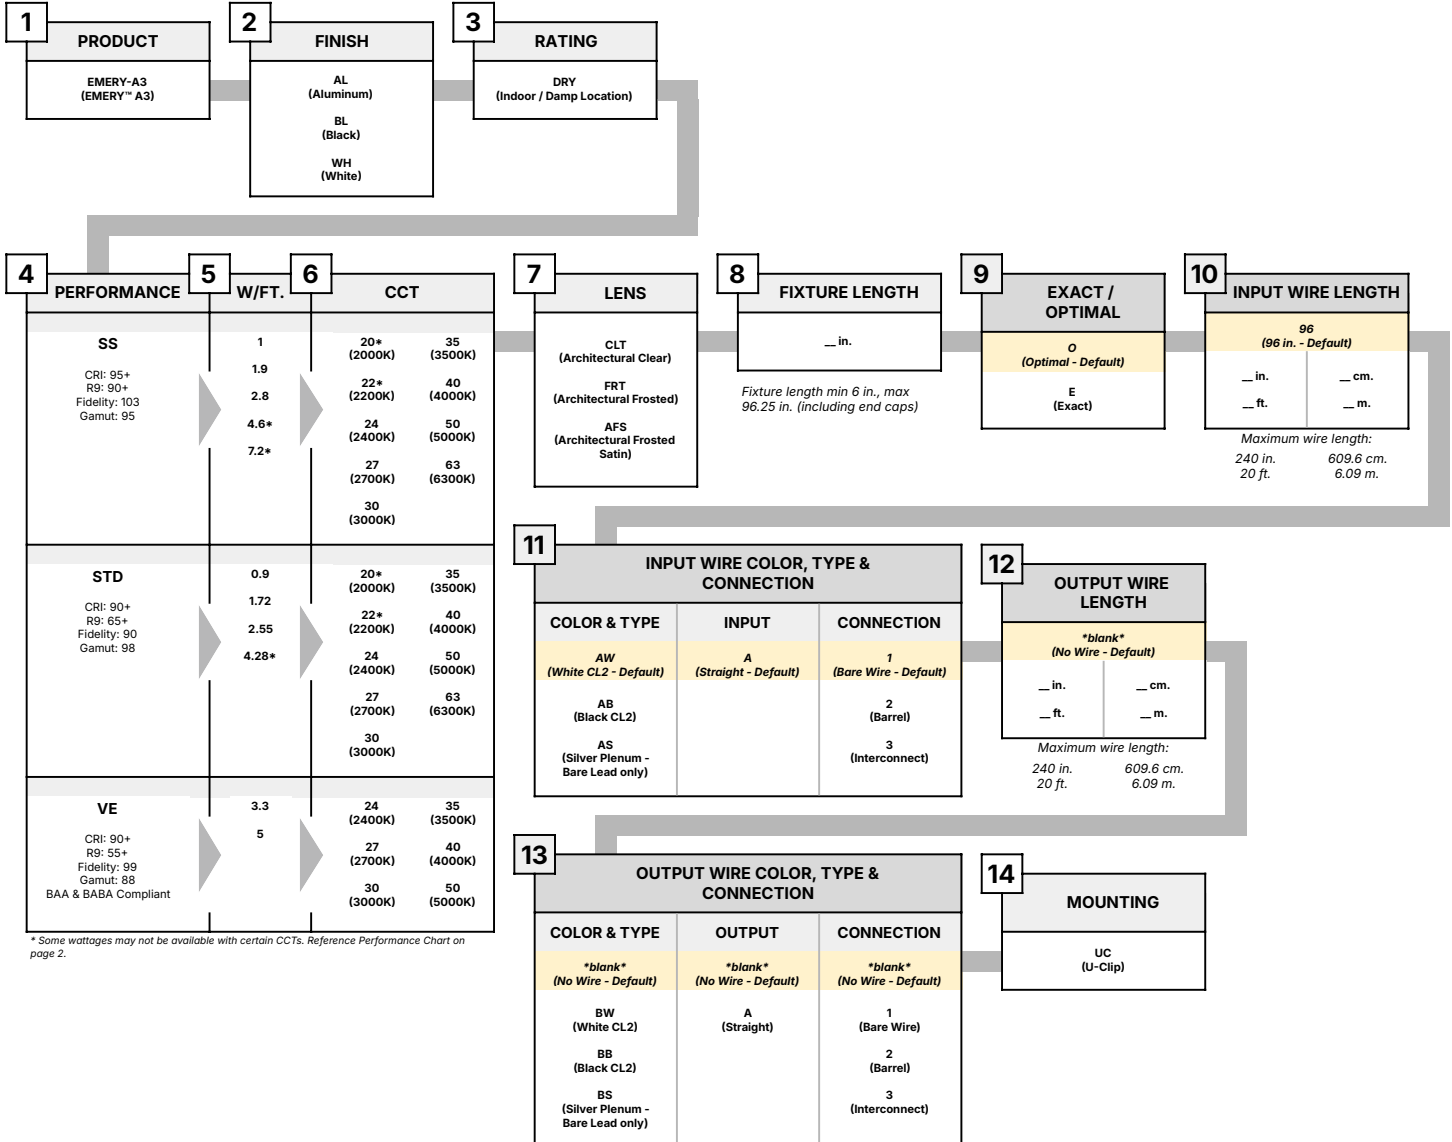 1
PRODUCT
EMERY-A3
(EMERY™ A3)
2
FINISH
AL
(Aluminum)
BL
(Black)
WH
(White)
3
RATING
DRY
(Indoor / Damp Location)
4
PERFORMANCE
5
W/FT.
6
CCT
SS
CRI: 95+
R9: 90+
Fidelity: 103
Gamut: 95
1
1.9
2.8
4.6*
7.2*
20*
(2000K)
22*
(2200K)
24
(2400K)
27
(2700K)
30
(3000K)
35
(3500K)
40
(4000K)
50
(5000K)
63
(6300K)
STD
CRI: 90+
R9: 65+
Fidelity: 90
Gamut: 98
0.9
1.72
2.55
4.28*
20*
(2000K)
22*
(2200K)
24
(2400K)
27
(2700K)
30
(3000K)
35
(3500K)
40
(4000K)
50
(5000K)
63
(6300K)
VE
CRI: 90+
R9: 55+
Fidelity: 99
Gamut: 88
BAA & BABA Compliant
3.3
5
24
(2400K)
27
(2700K)
30
(3000K)
35
(3500K)
40
(4000K)
50
(5000K)
* Some wattages may not be available with certain CCTs. Reference Performance Chart on
page 2.
7
LENS
CLT
(Architectural Clear)
FRT
(Architectural Frosted)
AFS
(Architectural Frosted
Satin)
8
FIXTURE LENGTH
__ in.
Fixture length min 6 in., max
96.25 in. (including end caps)
9
EXACT /
OPTIMAL
O
(Optimal - Default)
E
(Exact)
10
INPUT WIRE LENGTH
96
(96 in. - Default)
__ in.
__ ft.
__ cm.
__ m.
Maximum wire length:
240 in.
20 ft.
609.6 cm.
6.09 m.
11
INPUT WIRE COLOR, TYPE &
CONNECTION
COLOR & TYPE
AW
(White CL2 - Default)
AB
(Black CL2)
AS
(Silver Plenum -
Bare Lead only)
INPUT
A
(Straight - Default)
CONNECTION
1
(Bare Wire - Default)
2
(Barrel)
3
(Interconnect)
12
OUTPUT WIRE
LENGTH
*blank*
(No Wire - Default)
__ in.
__ ft.
__ cm.
__ m.
Maximum wire length:
240 in.
20 ft.
609.6 cm.
6.09 m.
13
OUTPUT WIRE COLOR, TYPE &
CONNECTION
COLOR & TYPE
*blank*
(No Wire - Default)
BW
(White CL2)
BB
(Black CL2)
BS
(Silver Plenum -
Bare Lead only)
OUTPUT
*blank*
(No Wire - Default)
A
(Straight)
CONNECTION
*blank*
(No Wire - Default)
1
(Bare Wire)
2
(Barrel)
3
(Interconnect)
14
MOUNTING
UC
(U-Clip)